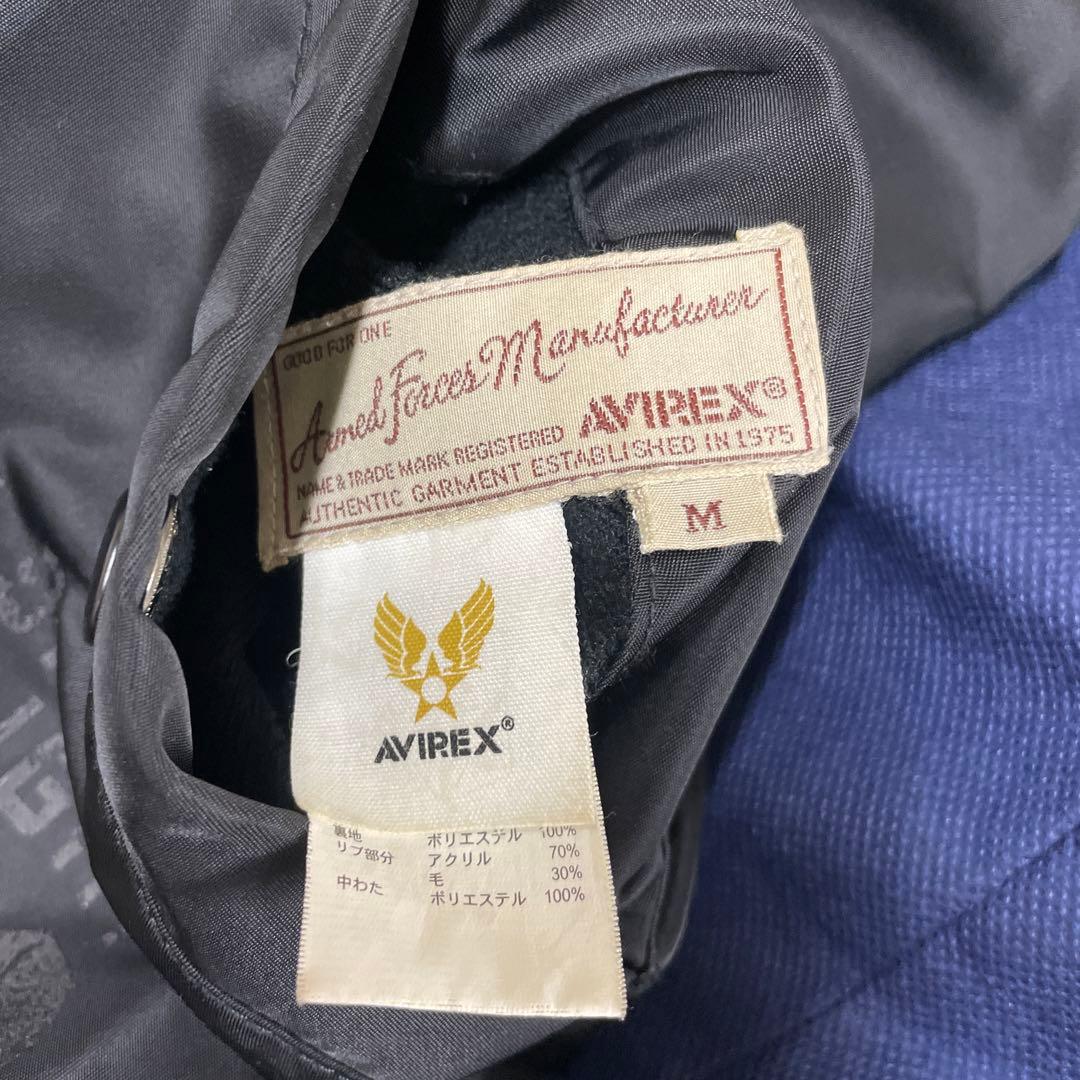 GOOD FOR ONE
Armed Forces Manufacturer
NAME & TRADE MARK REGISTERED AVIREX®
AUTHENTIC GARMENT ESTABLISHED IN 1975
M
AVIREX®
裏地 ポリエステル 100%
リブ部分 アクリル 70%
毛 30%
中わた ポリエステル 100%